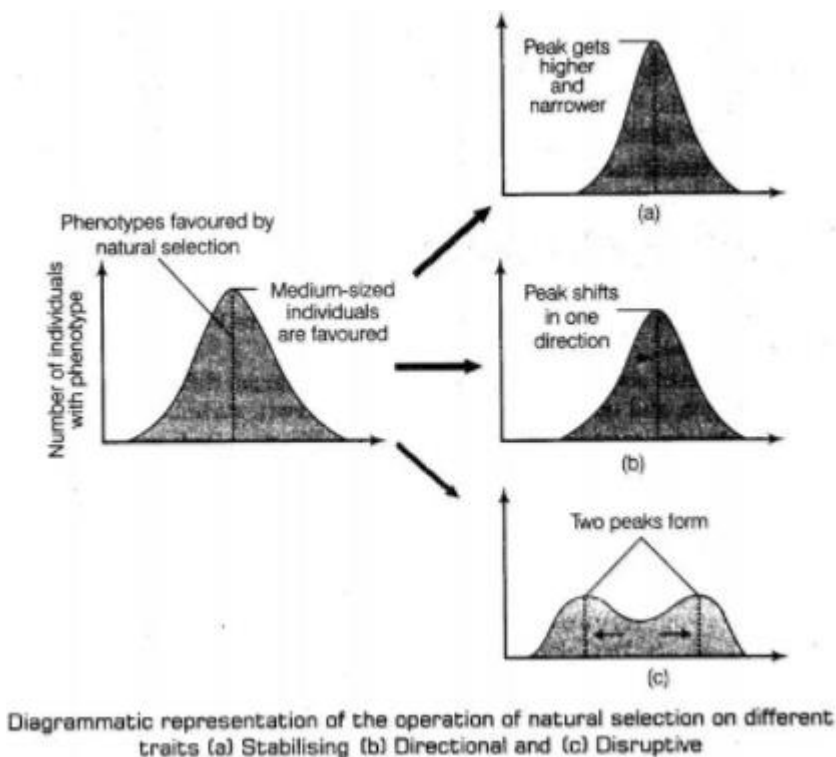 Peak gets
higher
and
narrower
(a)
Phenotypes favoured by
natural selection
Number of individuals
with phenotype
Medium-sized
individuals
are favoured
Peak shifts
in one
direction
(b)
Two peaks form
(c)
Diagrammatic representation of the operation of natural selection on different
traits (a) Stabilising (b) Directional and (c) Disruptive